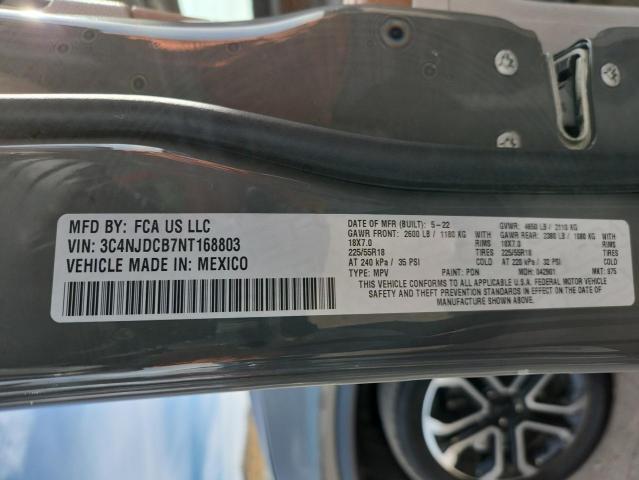 MFD BY: FCA US LLC
VIN: 3C4NJDCB7NT168803
VEHICLE MADE IN: MEXICO
DATE OF MFR (BUILT): 5-22 GVWR: 4650 LB / 2110 KG
GAWR FRONT: 2600 LB / 1180 KG WITH GAWR REAR: 2380 LB / 1080 KG WITH
18X7.0 RIMS 18X7.0 RIMS
225/55R18 TIRES 225/55R18 TIRES
AT 240 kPa / 35 PSI COLD AT 220 kPa / 32 PSI COLD
TYPE: MPV PAINT: PDN MDH: 042901 MKT: 975
THIS VEHICLE CONFORMS TO ALL APPLICABLE U.S.A. FEDERAL MOTOR VEHICLE
SAFETY AND THEFT PREVENTION STANDARDS IN EFFECT ON THE DATE OF
MANUFACTURE SHOWN ABOVE.